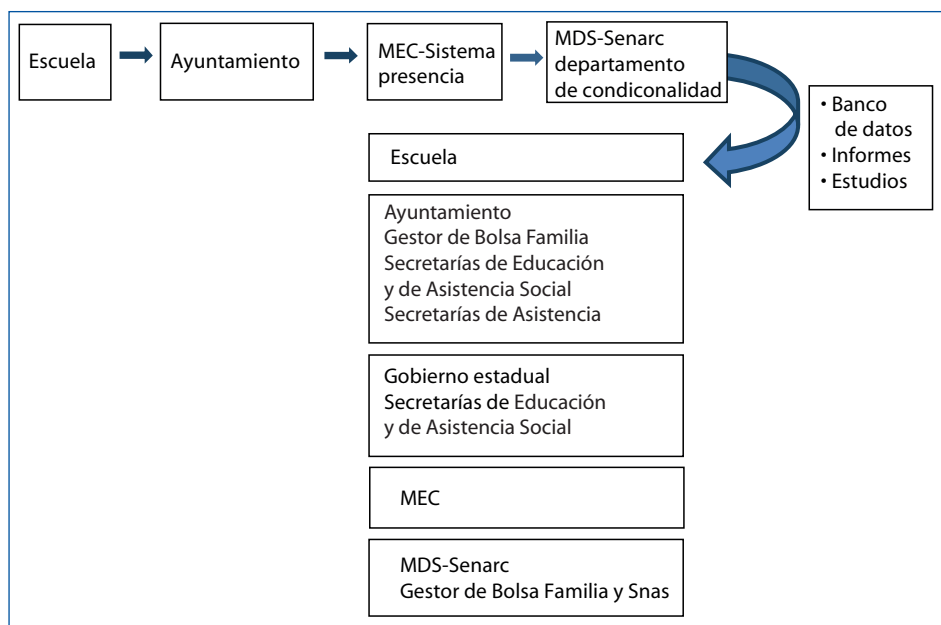 Escuela
Ayuntamiento
MEC-Sistema
presencia
MDS-Senarc
departamento
de condiconalidad
• Banco
de datos
• Informes
• Estudios
Escuela
Ayuntamiento
Gestor de Bolsa Familia
Secretarías de Educación
y de Asistencia Social
Secretarías de Asistencia
Gobierno estadual
Secretarías de Educación
y de Asistencia Social
MEC
MDS-Senarc
Gestor de Bolsa Familia y Snas